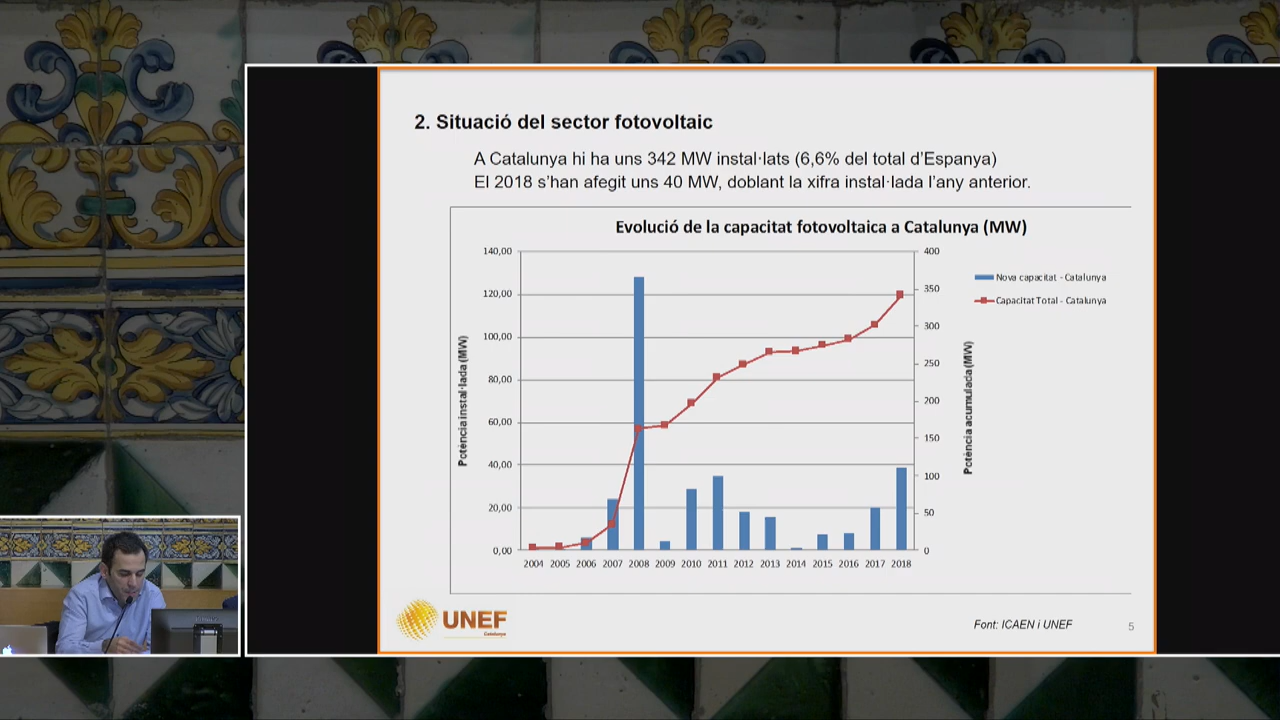 2. Situació del sector fotovoltaic
A Catalunya hi ha uns 342 MW instal·lats (6,6% del total d'Espanya)
El 2018 s'han afegit uns 40 MW, doblant la xifra instal·lada l'any anterior.
Evolució de la capacitat fotovoltaica a Catalunya (MW)
140,00
120,00
100,00
80,00
60,00
40,00
20,00
0,00
Potència instal·lada (MW)
400
350
300
250
200
150
100
50
0
Potència acumulada (MW)
Nova capacitat - Catalunya
Capacitat Total - Catalunya
2004 2005 2006 2007 2008 2009 2010 2011 2012 2013 2014 2015 2016 2017 2018
UNEF
Catalunya
Font: ICAEN i UNEF
5